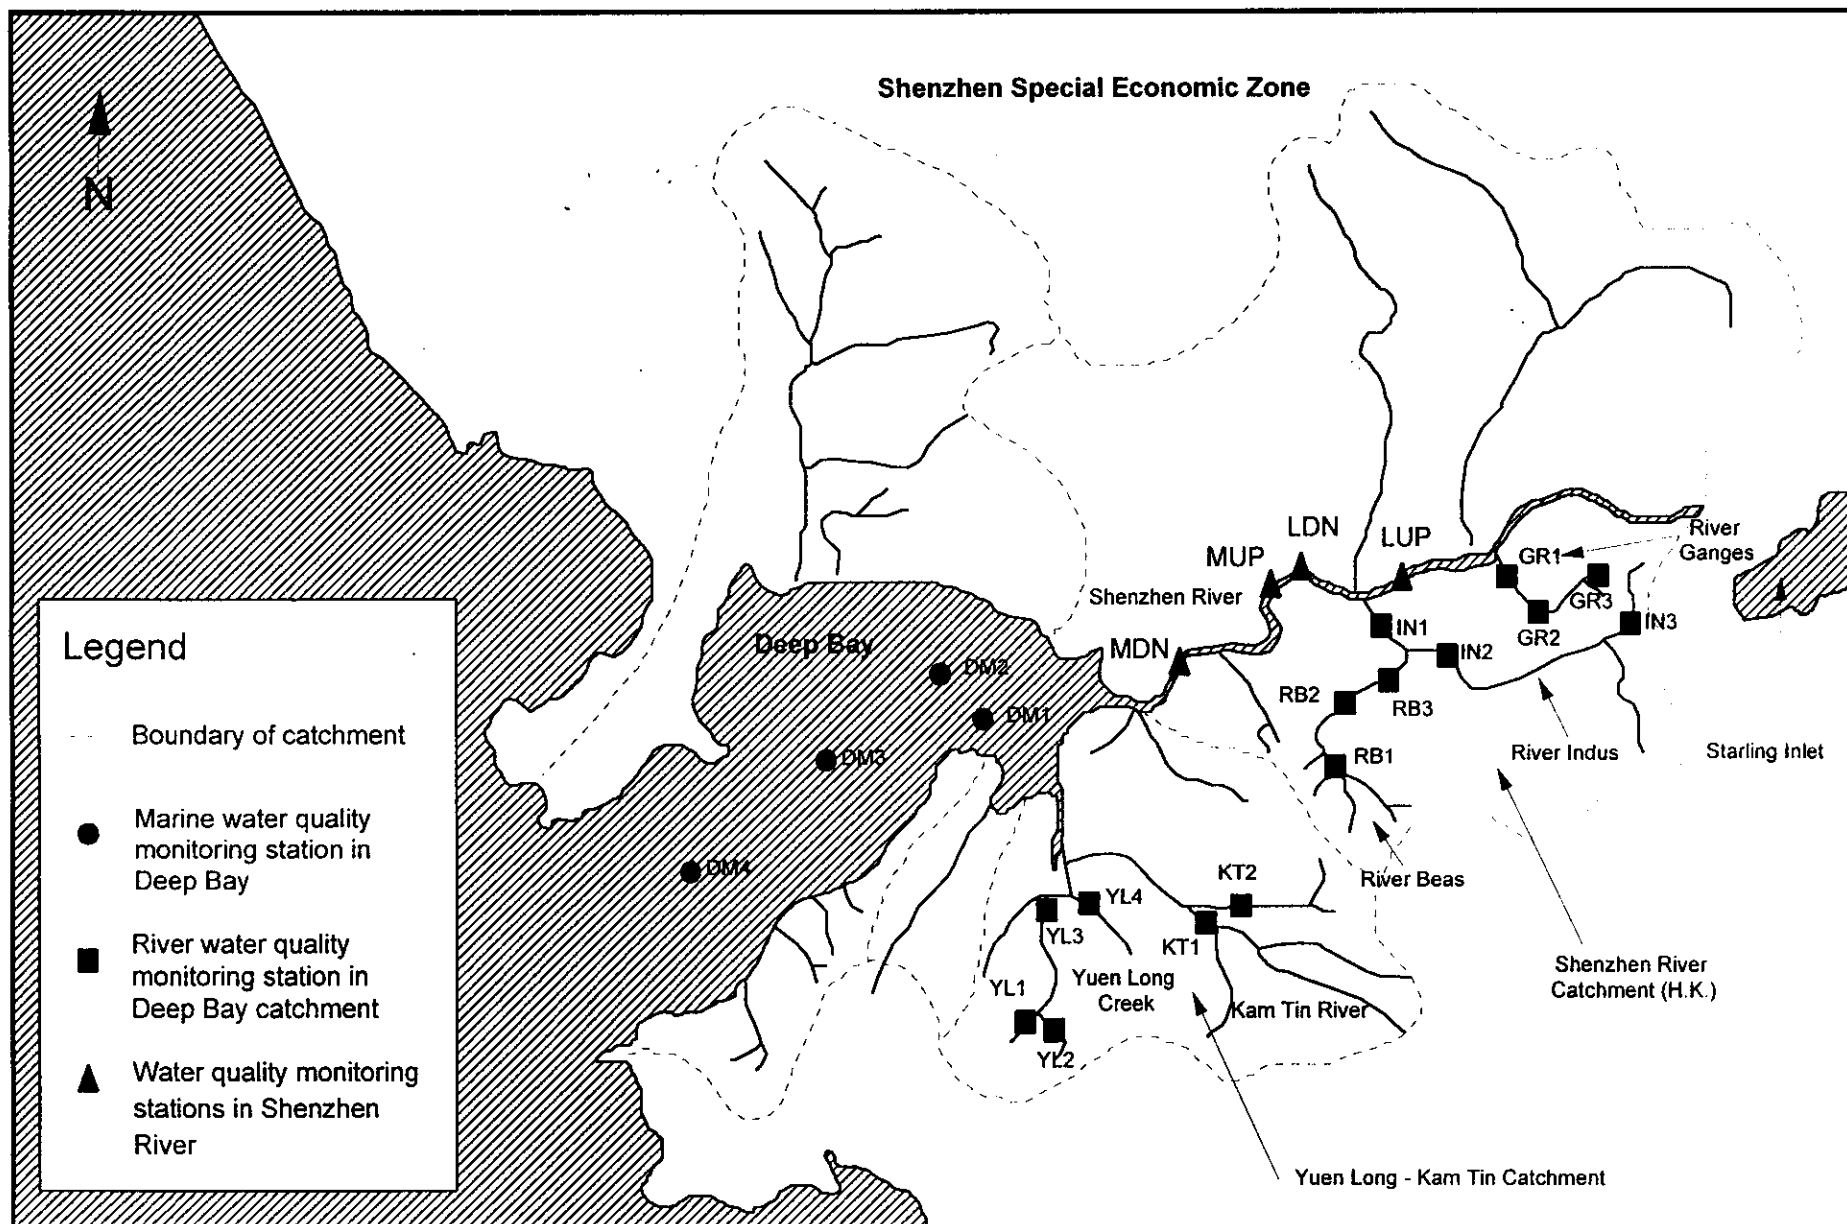 Shenzhen Special Economic Zone
N
LDN
LUP
MUP
GR1
River
Ganges
Shenzhen River
GR3
GR2
IN3
IN1
Deep Bay
MDN
IN2
DM2
RB2
RB3
DM1
River Indus
Starling Inlet
DM3
RB1
DM4
KT2
River Beas
YL4
YL3
KT1
Shenzhen River
Catchment (H.K.)
Yuen Long
Creek
YL1
Kam Tin River
YL2
Yuen Long - Kam Tin Catchment
Legend
Boundary of catchment
Marine water quality
monitoring station in
Deep Bay
River water quality
monitoring station in
Deep Bay catchment
Water quality monitoring
stations in Shenzhen
River